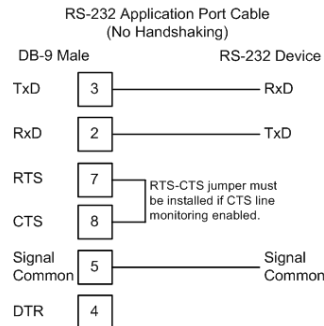 RS-232 Application Port Cable
(No Handshaking)
DB-9 Male
RS-232 Device
TxD
3
RxD
RxD
2
TxD
RTS
7
RTS-CTS jumper must
be installed if CTS line
monitoring enabled.
CTS
8
Signal
Common
5
Signal
Common
DTR
4